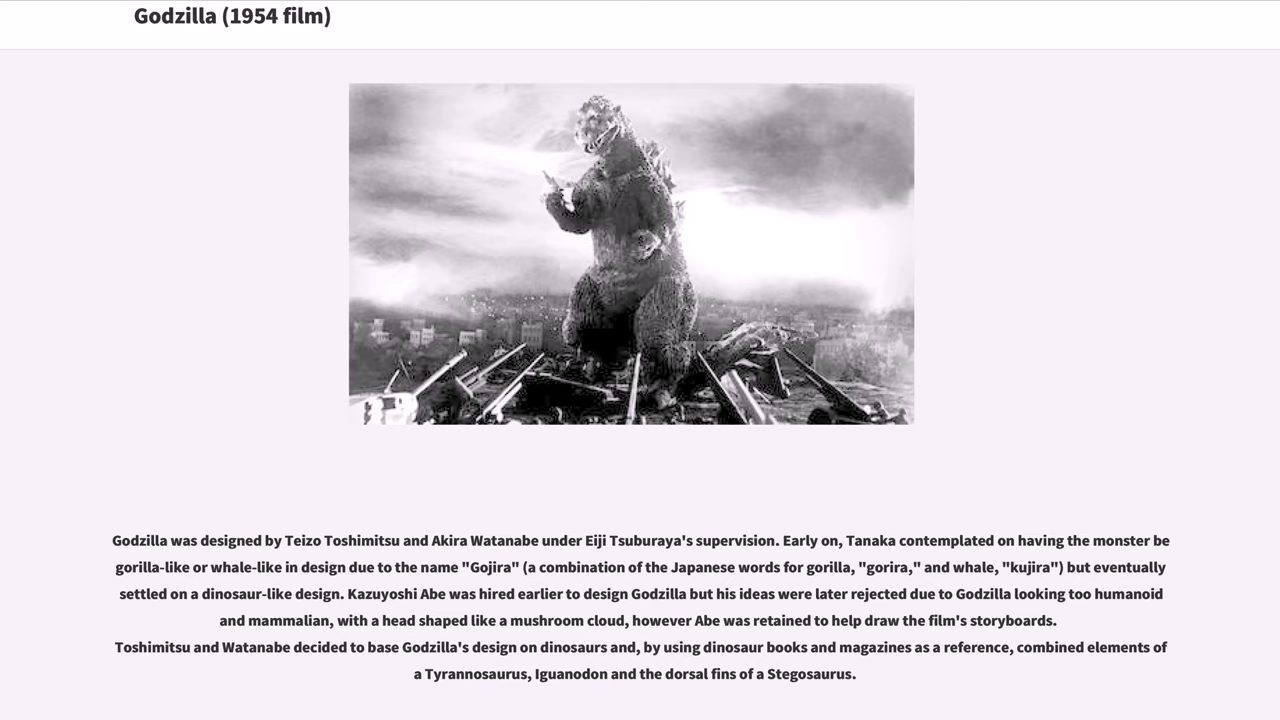 Godzilla (1954 film)
Godzilla was designed by Teizo Toshimitsu and Akira Watanabe under Eiji Tsuburaya's supervision. Early on, Tanaka contemplated on having the monster be
gorilla-like or whale-like in design due to the name "Gojira" (a combination of the Japanese words for gorilla, "gorira," and whale, "kujira") but eventually
settled on a dinosaur-like design. Kazuyoshi Abe was hired earlier to design Godzilla but his ideas were later rejected due to Godzilla looking too humanoid
and mammalian, with a head shaped like a mushroom cloud, however Abe was retained to help draw the film's storyboards.
Toshimitsu and Watanabe decided to base Godzilla's design on dinosaurs and, by using dinosaur books and magazines as a reference, combined elements of
a Tyrannosaurus, Iguanodon and the dorsal fins of a Stegosaurus.